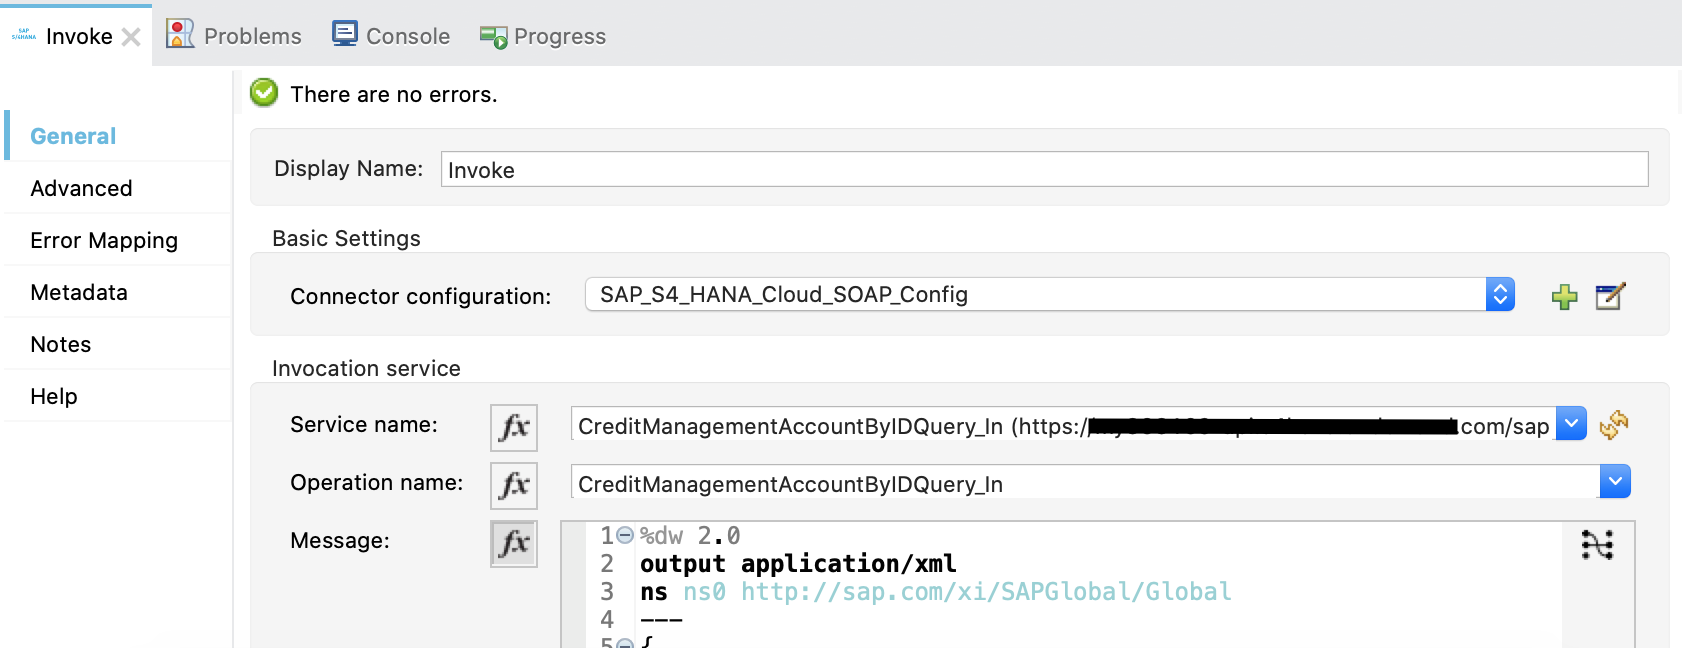 SAP
S/4HANA
Invoke Problems Console Progress
There are no errors.
General
Advanced
Error Mapping
Metadata
Notes
Help
Display Name: Invoke
Basic Settings
Connector configuration: SAP_S4_HANA_Cloud_SOAP_Config
Invocation service
Service name: fx CreditManagementAccountByIDQuery_In (https:/ .com/sap
Operation name: fx CreditManagementAccountByIDQuery_In
Message: fx
1 %dw 2.0
2 output application/xml
3 ns ns0 http://sap.com/xi/SAPGlobal/Global
4 ---
5 {